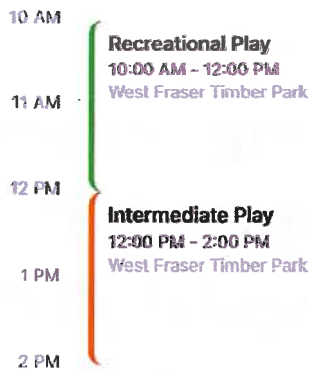 10 AM
Recreational Play
10:00 AM - 12:00 PM
West Fraser Timber Park
11 AM
12 PM
Intermediate Play
12:00 PM - 2:00 PM
West Fraser Timber Park
1 PM
2 PM